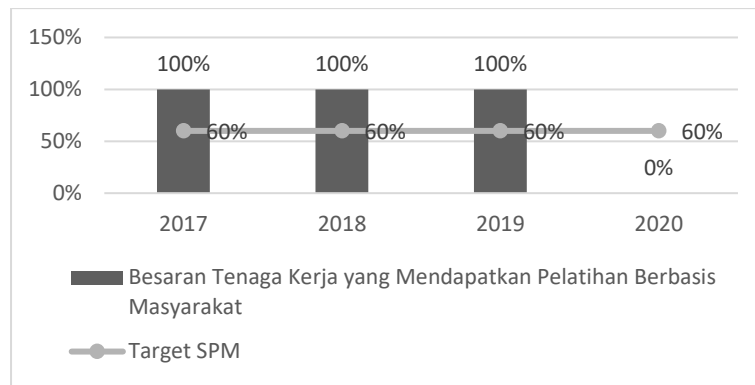 150%
100% 100% 100%
100%
60% 60% 60% 60%
50%
0%
0%
2017 2018 2019 2020
Besaran Tenaga Kerja yang Mendapatkan Pelatihan Berbasis
Masyarakat
Target SPM